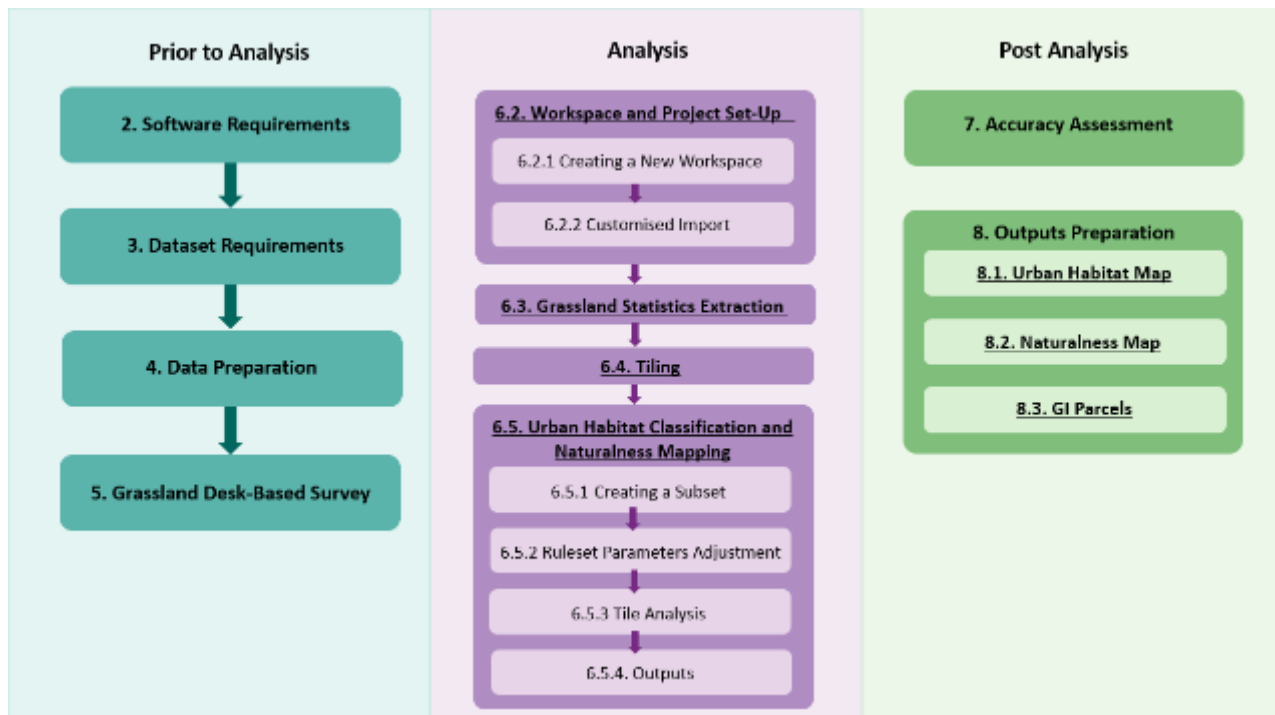 Prior to Analysis
2. Software Requirements
3. Dataset Requirements
4. Data Preparation
5. Grassland Desk-Based Survey
Analysis
6.2. Workspace and Project Set-Up
6.2.1 Creating a New Workspace
6.2.2 Customised Import
6.3. Grassland Statistics Extraction
6.4. Tiling
6.5. Urban Habitat Classification and
Naturalness Mapping
6.5.1 Creating a Subset
6.5.2 Ruleset Parameters Adjustment
6.5.3 Tile Analysis
6.5.4. Outputs
Post Analysis
7. Accuracy Assessment
8. Outputs Preparation
8.1. Urban Habitat Map
8.2. Naturalness Map
8.3. GI Parcels